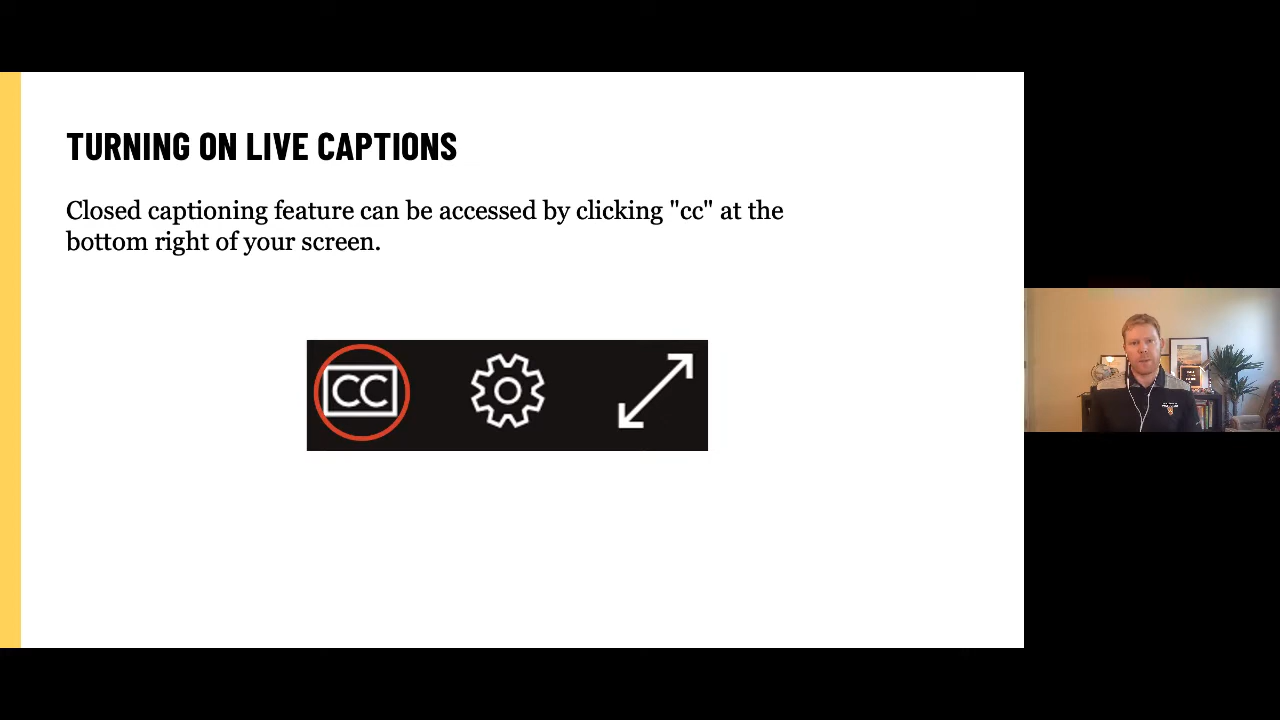 TURNING ON LIVE CAPTIONS
Closed captioning feature can be accessed by clicking "cc" at the
bottom right of your screen.
CC